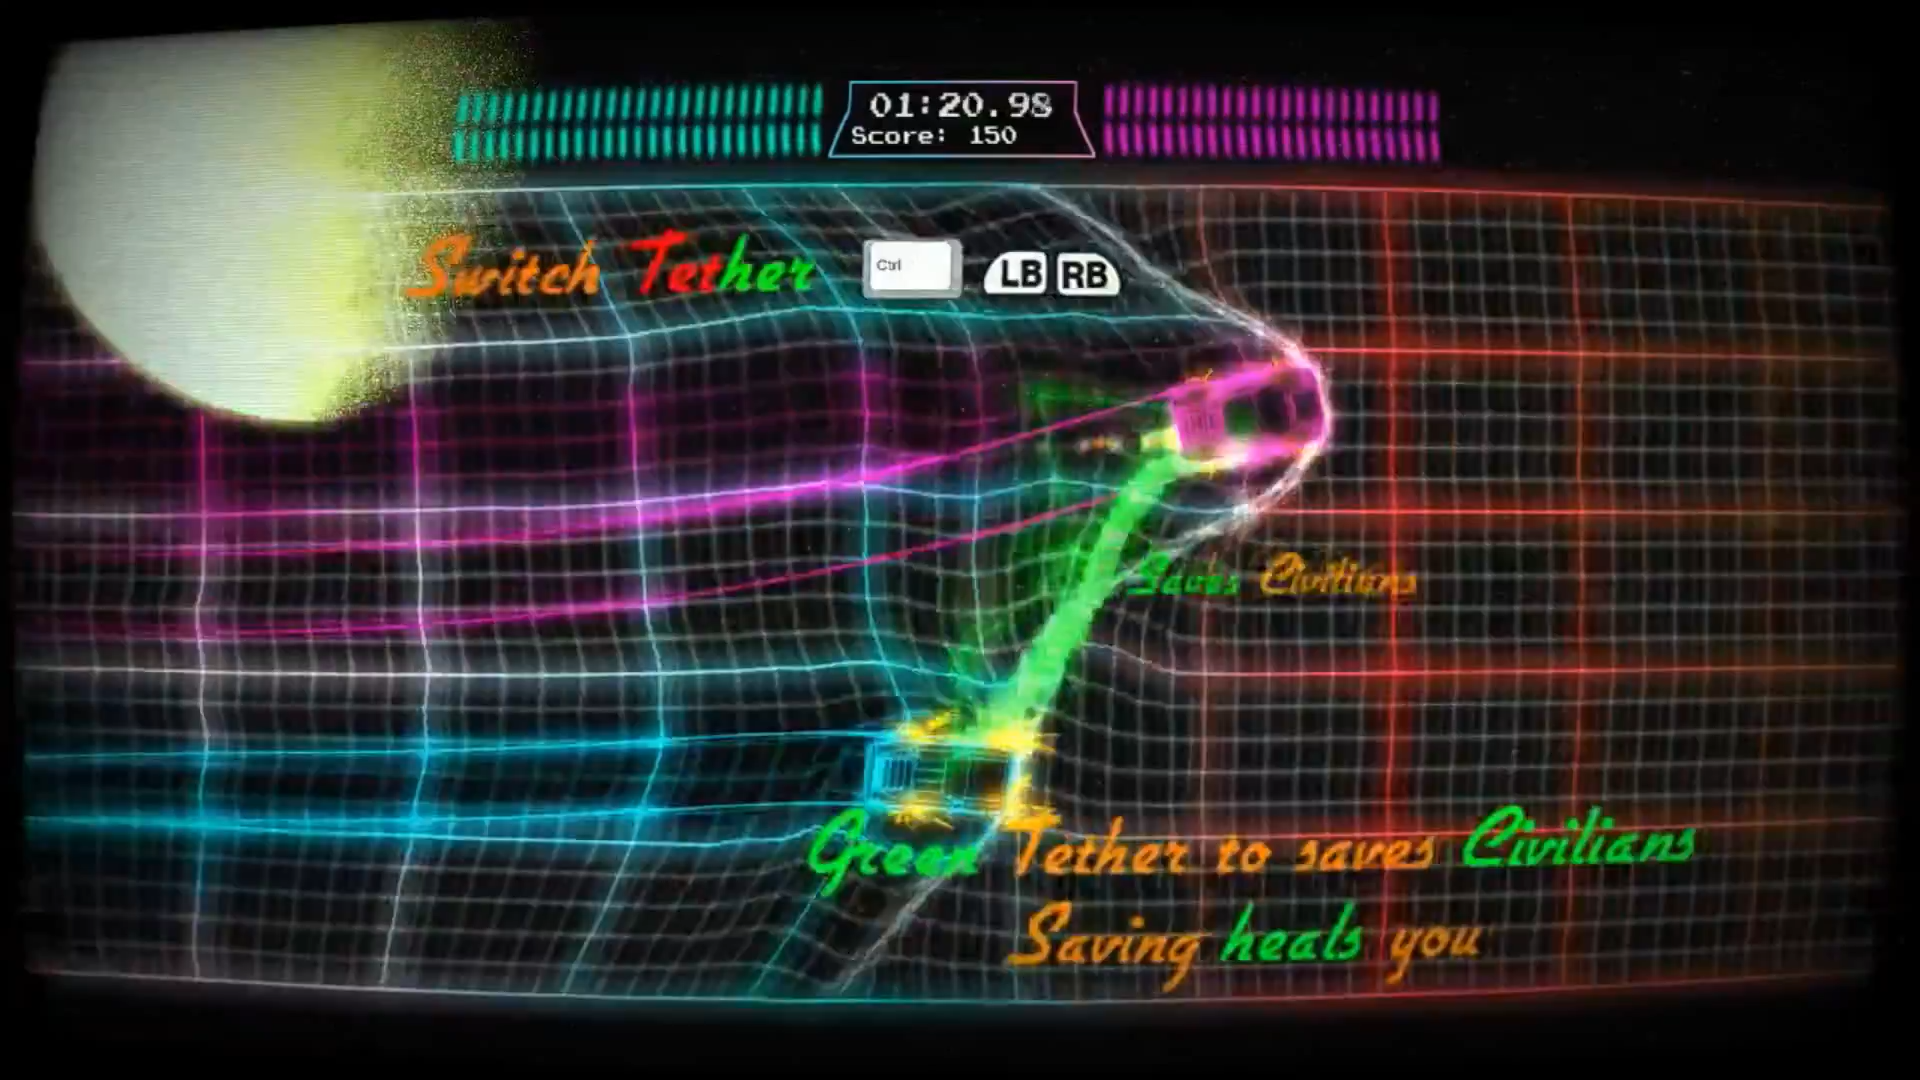 01:20.98
Score: 150
Switch Tether Ctrl LB RB
Saves Civilians
Green Tether to saves Civilians
Saving heals you